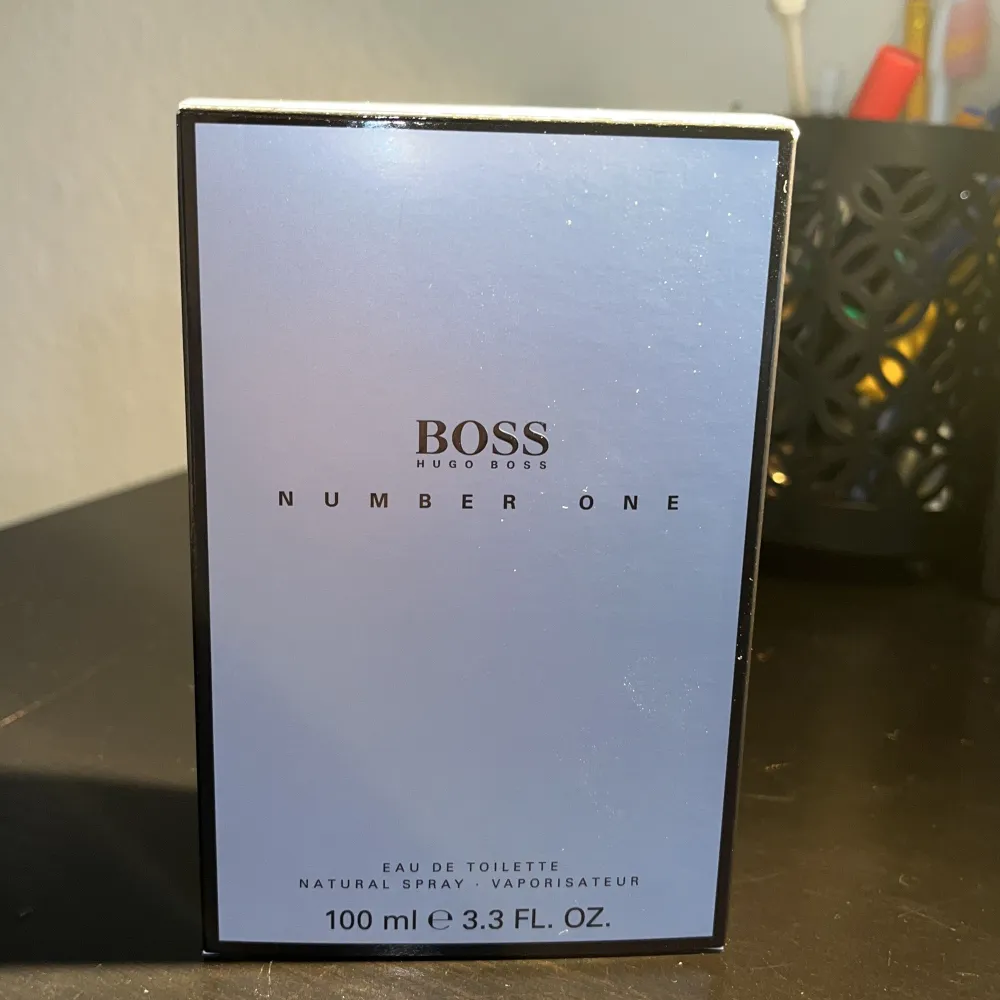 BOSS
HUGO BOSS
NUMBER ONE
EAU DE TOILETTE
NATURAL SPRAY · VAPORISATEUR
100 ml ℮ 3.3 FL. OZ.